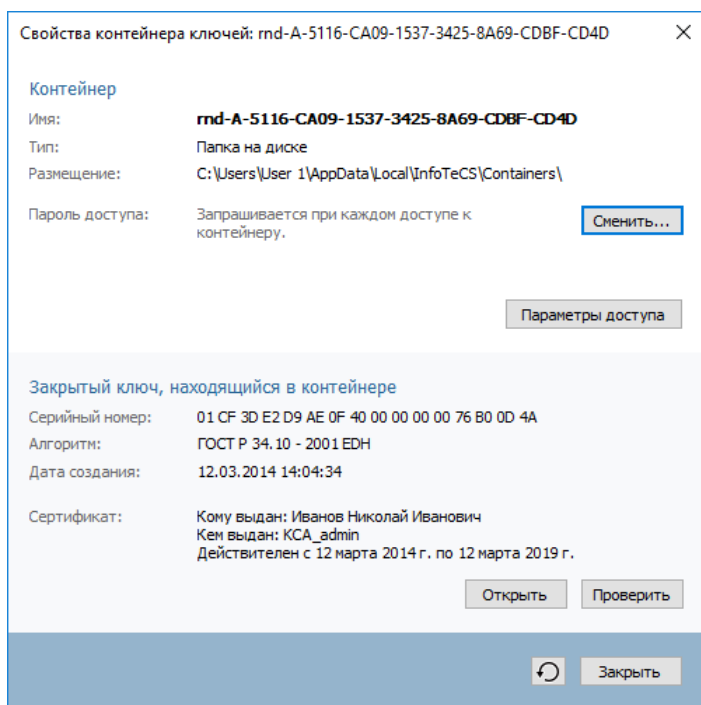 Свойства контейнера ключей: rnd-A-5116-CA09-1537-3425-8A69-CDBF-CD4D
Контейнер
Имя: rnd-A-5116-CA09-1537-3425-8A69-CDBF-CD4D
Тип: Папка на диске
Размещение: C:\Users\User 1\AppData\Local\InfoTeCS\Containers\
Пароль доступа: Запрашивается при каждом доступе к
контейнеру.
Сменить...
Параметры доступа
Закрытый ключ, находящийся в контейнере
Серийный номер: 01 CF 3D E2 D9 AE 0F 40 00 00 00 00 76 B0 0D 4A
Алгоритм: ГОСТ Р 34.10 - 2001 EDH
Дата создания: 12.03.2014 14:04:34
Сертификат: Кому выдан: Иванов Николай Иванович
Кем выдан: KCA_admin
Действителен с 12 марта 2014 г. по 12 марта 2019 г.
Открыть Проверить
Закрыть